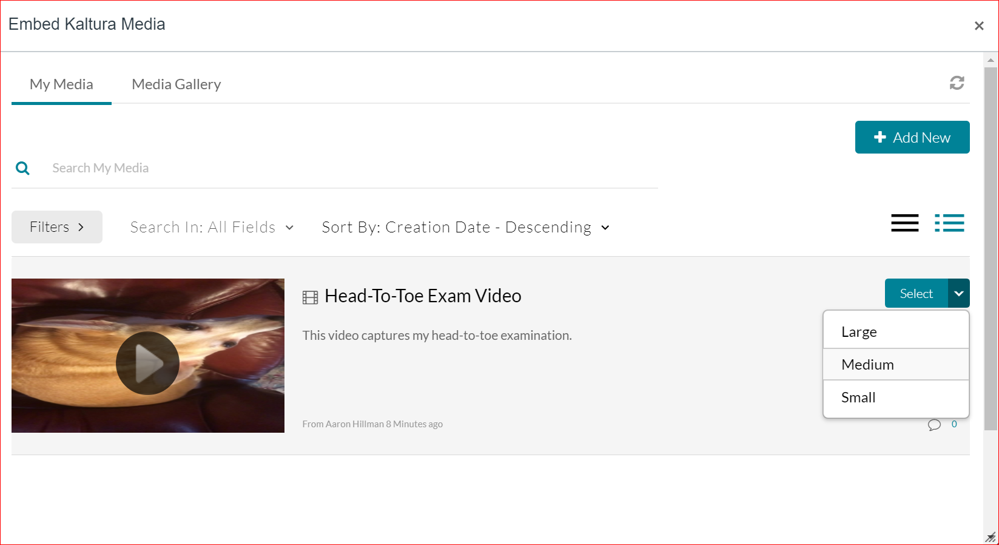 Embed Kaltura Media
My Media
Media Gallery
Add New
Search My Media
Filters
Search In: All Fields
Sort By: Creation Date - Descending
Head-To-Toe Exam Video
Select
This video captures my head-to-toe examination.
Large
Medium
Small
From Aaron Hillman 8 Minutes ago
0